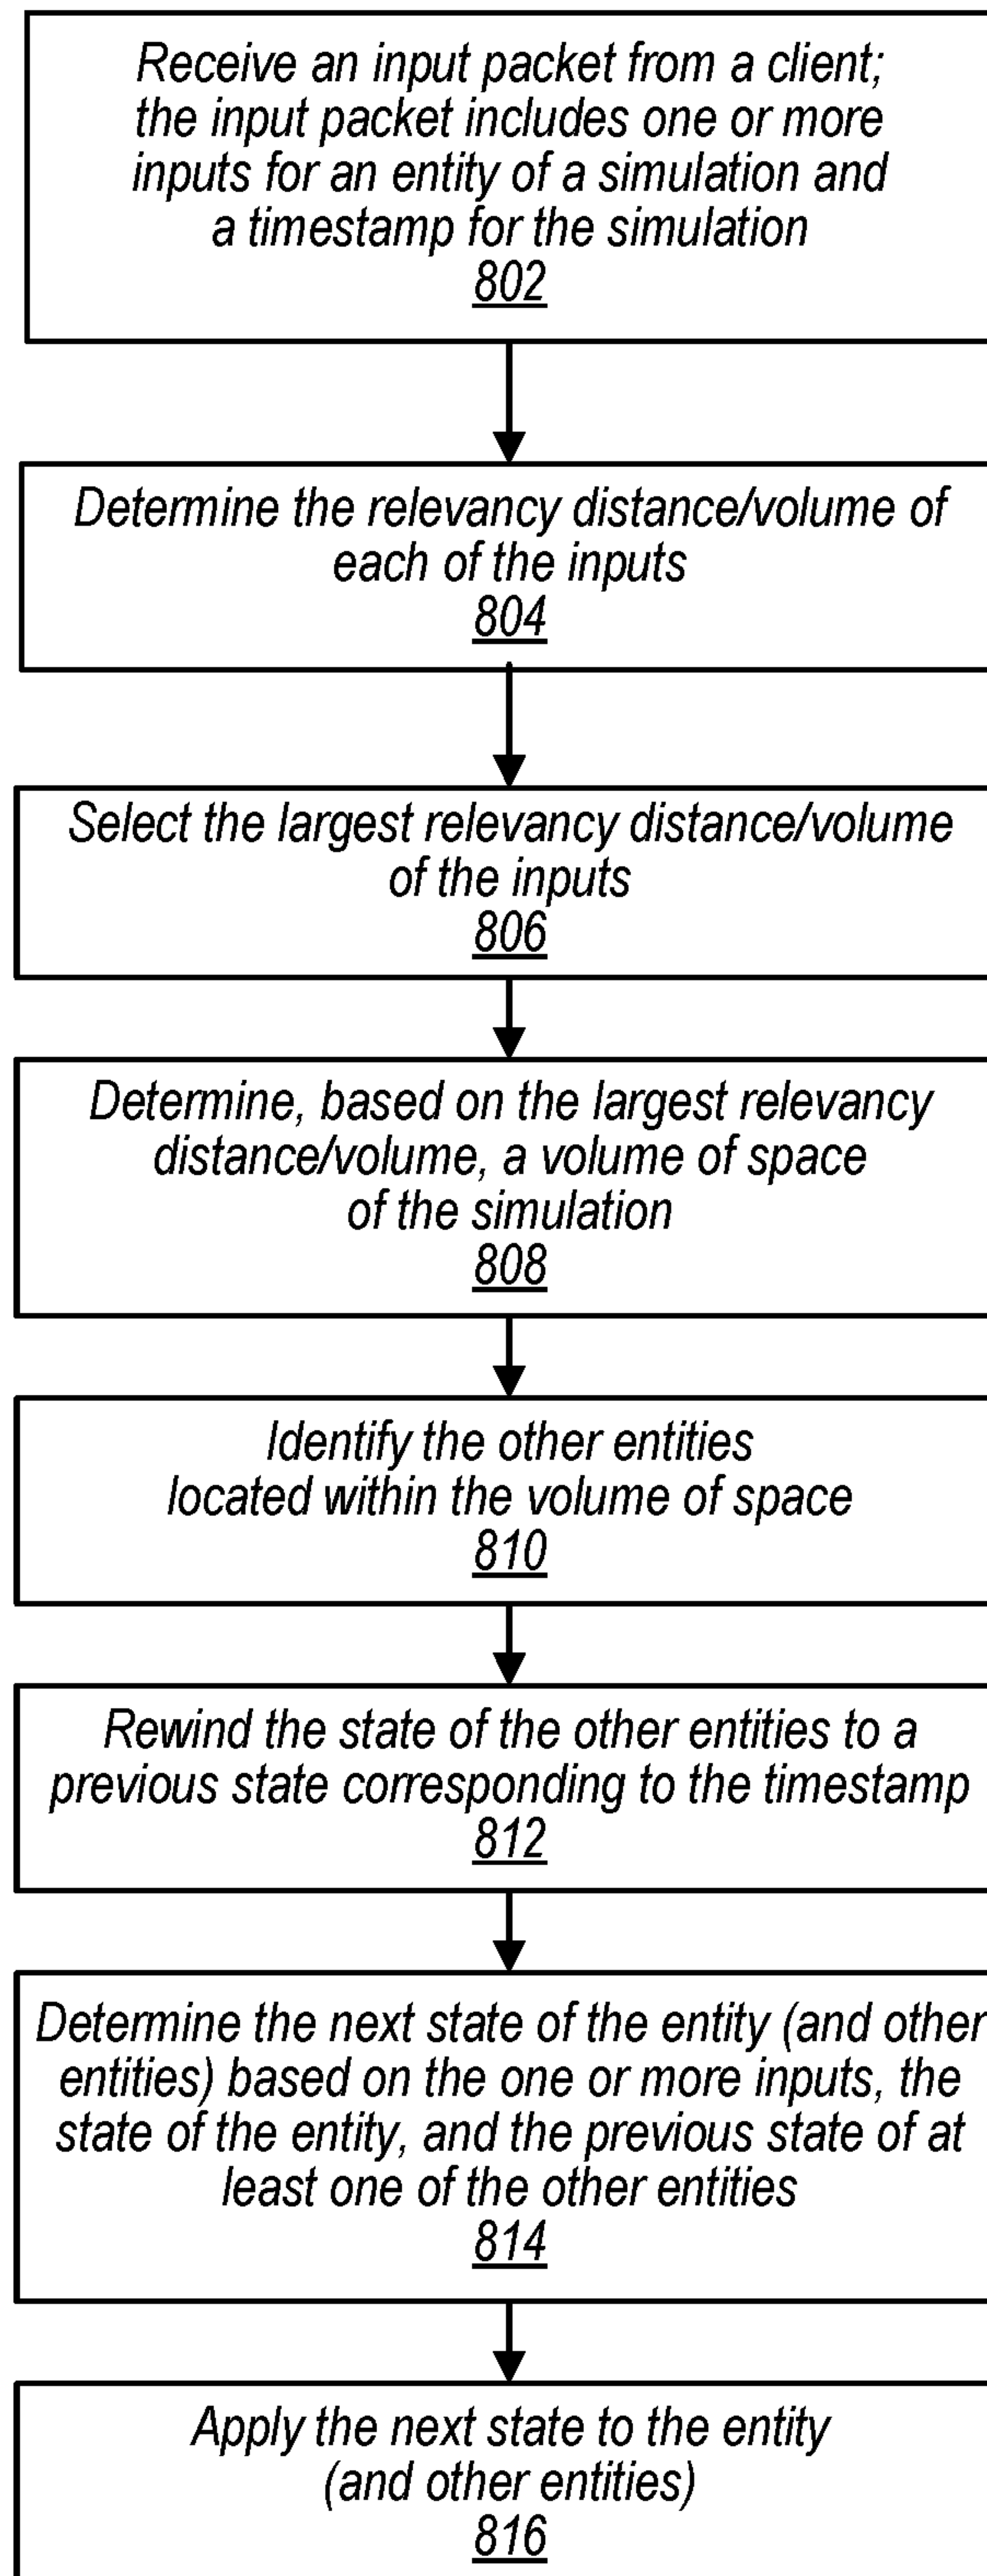 Receive an input packet from a client;
the input packet includes one or more
inputs for an entity of a simulation and
a timestamp for the simulation
802
Determine the relevancy distance/volume of
each of the inputs
804
Select the largest relevancy distance/volume
of the inputs
806
Determine, based on the largest relevancy
distance/volume, a volume of space
of the simulation
808
Identify the other entities
located within the volume of space
810
Rewind the state of the other entities to a
previous state corresponding to the timestamp
812
Determine the next state of the entity (and other
entities) based on the one or more inputs, the
state of the entity, and the previous state of at
least one of the other entities
814
Apply the next state to the entity
(and other entities)
816